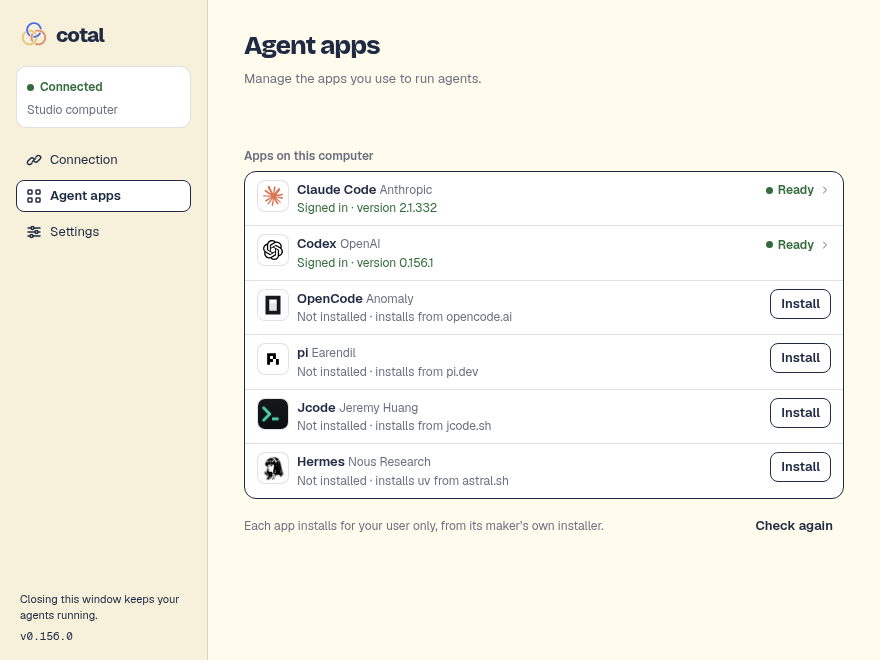 cotal
Connected
Studio computer
Connection
Agent apps
Settings
Closing this window keeps your
agents running.
v0.156.0
Agent apps
Manage the apps you use to run agents.
Apps on this computer
Claude Code Anthropic
Signed in · version 2.1.332
Ready
Codex OpenAI
Signed in · version 0.156.1
Ready
OpenCode Anomaly
Not installed · installs from opencode.ai
Install
pi Earendil
Not installed · installs from pi.dev
Install
Jcode Jeremy Huang
Not installed · installs from jcode.sh
Install
Hermes Nous Research
Not installed · installs uv from astral.sh
Install
Each app installs for your user only, from its maker’s own installer.
Check again